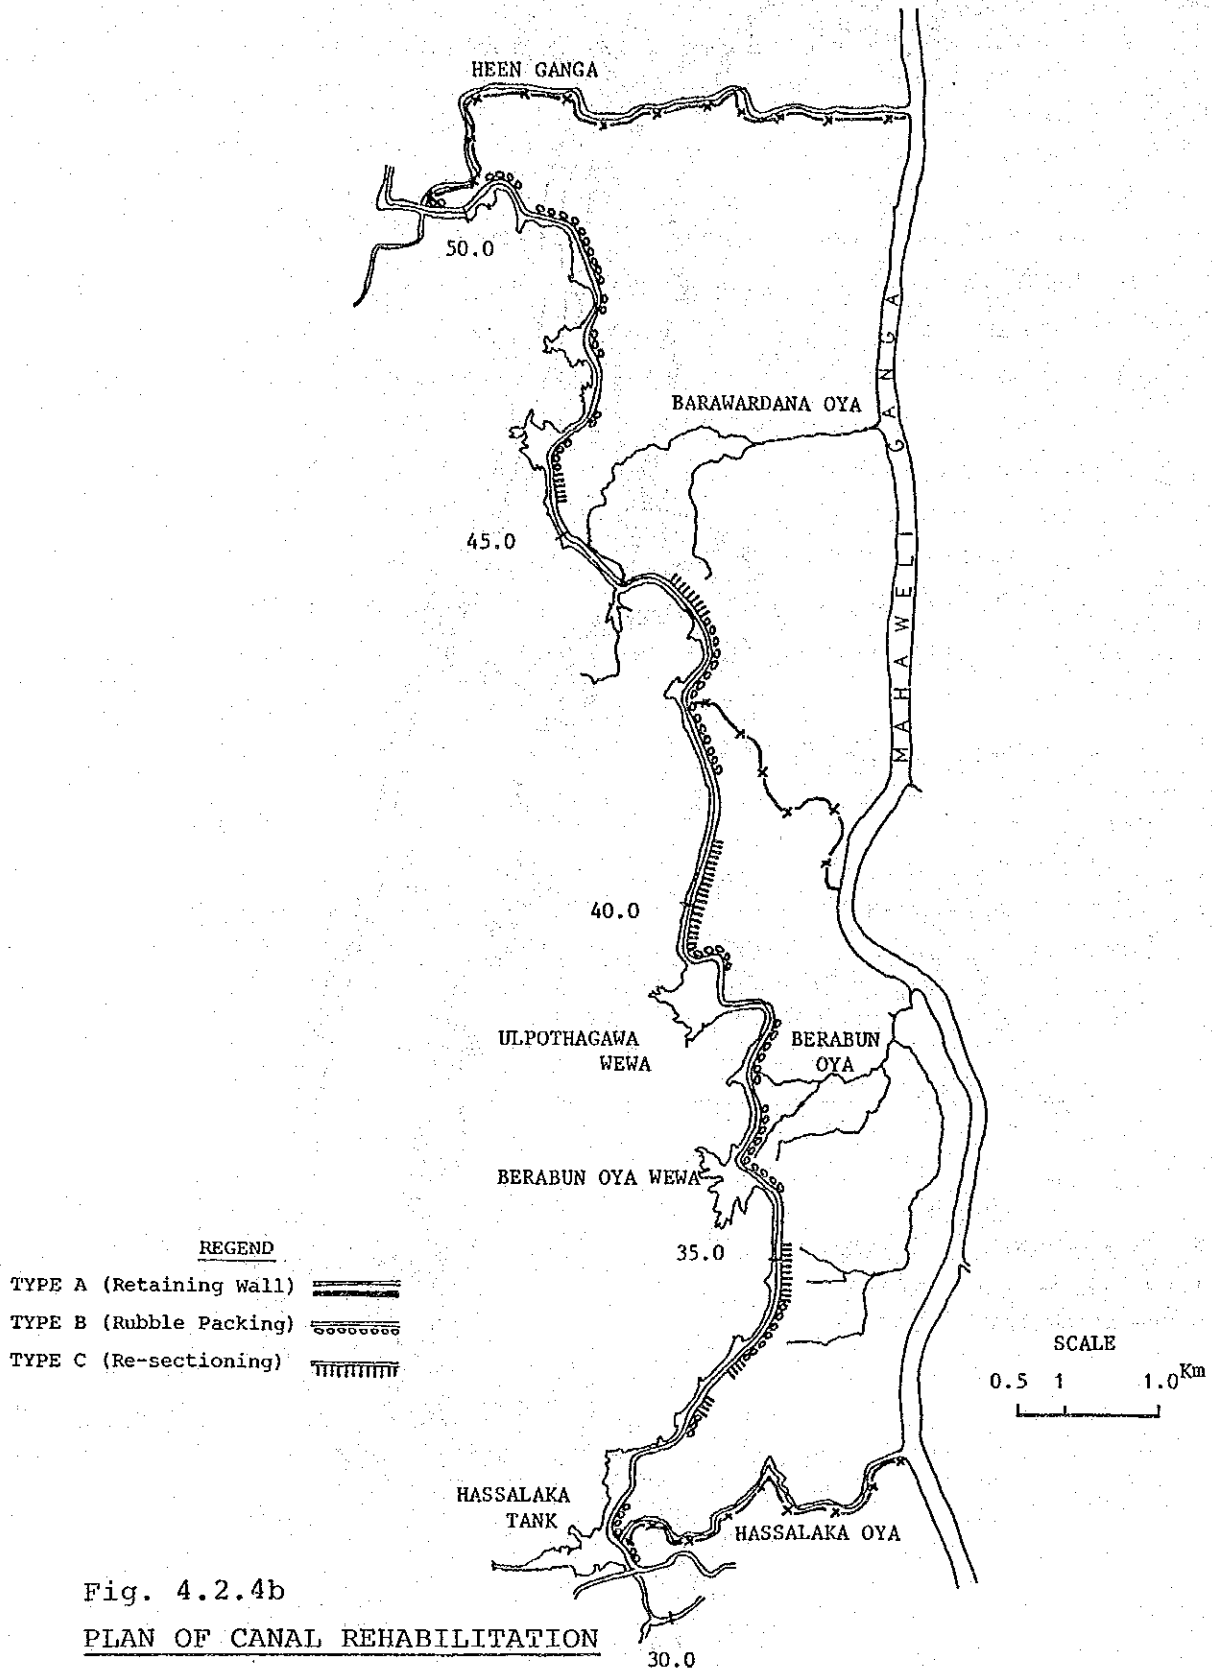 HEEN GANGA
50.0
BARAWARDANA OYA
MAHAWELI GANGA
45.0
40.0
ULPOTHAGAWA
WEWA
BERABUN
OYA
BERABUN OYA WEWA
35.0
REGEND
TYPE A (Retaining Wall)
TYPE B (Rubble Packing)
TYPE C (Re-sectioning)
SCALE
0.5 1 1.0 Km
HASSALAKA
TANK
HASSALAKA OYA
Fig. 4.2.4b
PLAN OF CANAL REHABILITATION
30.0